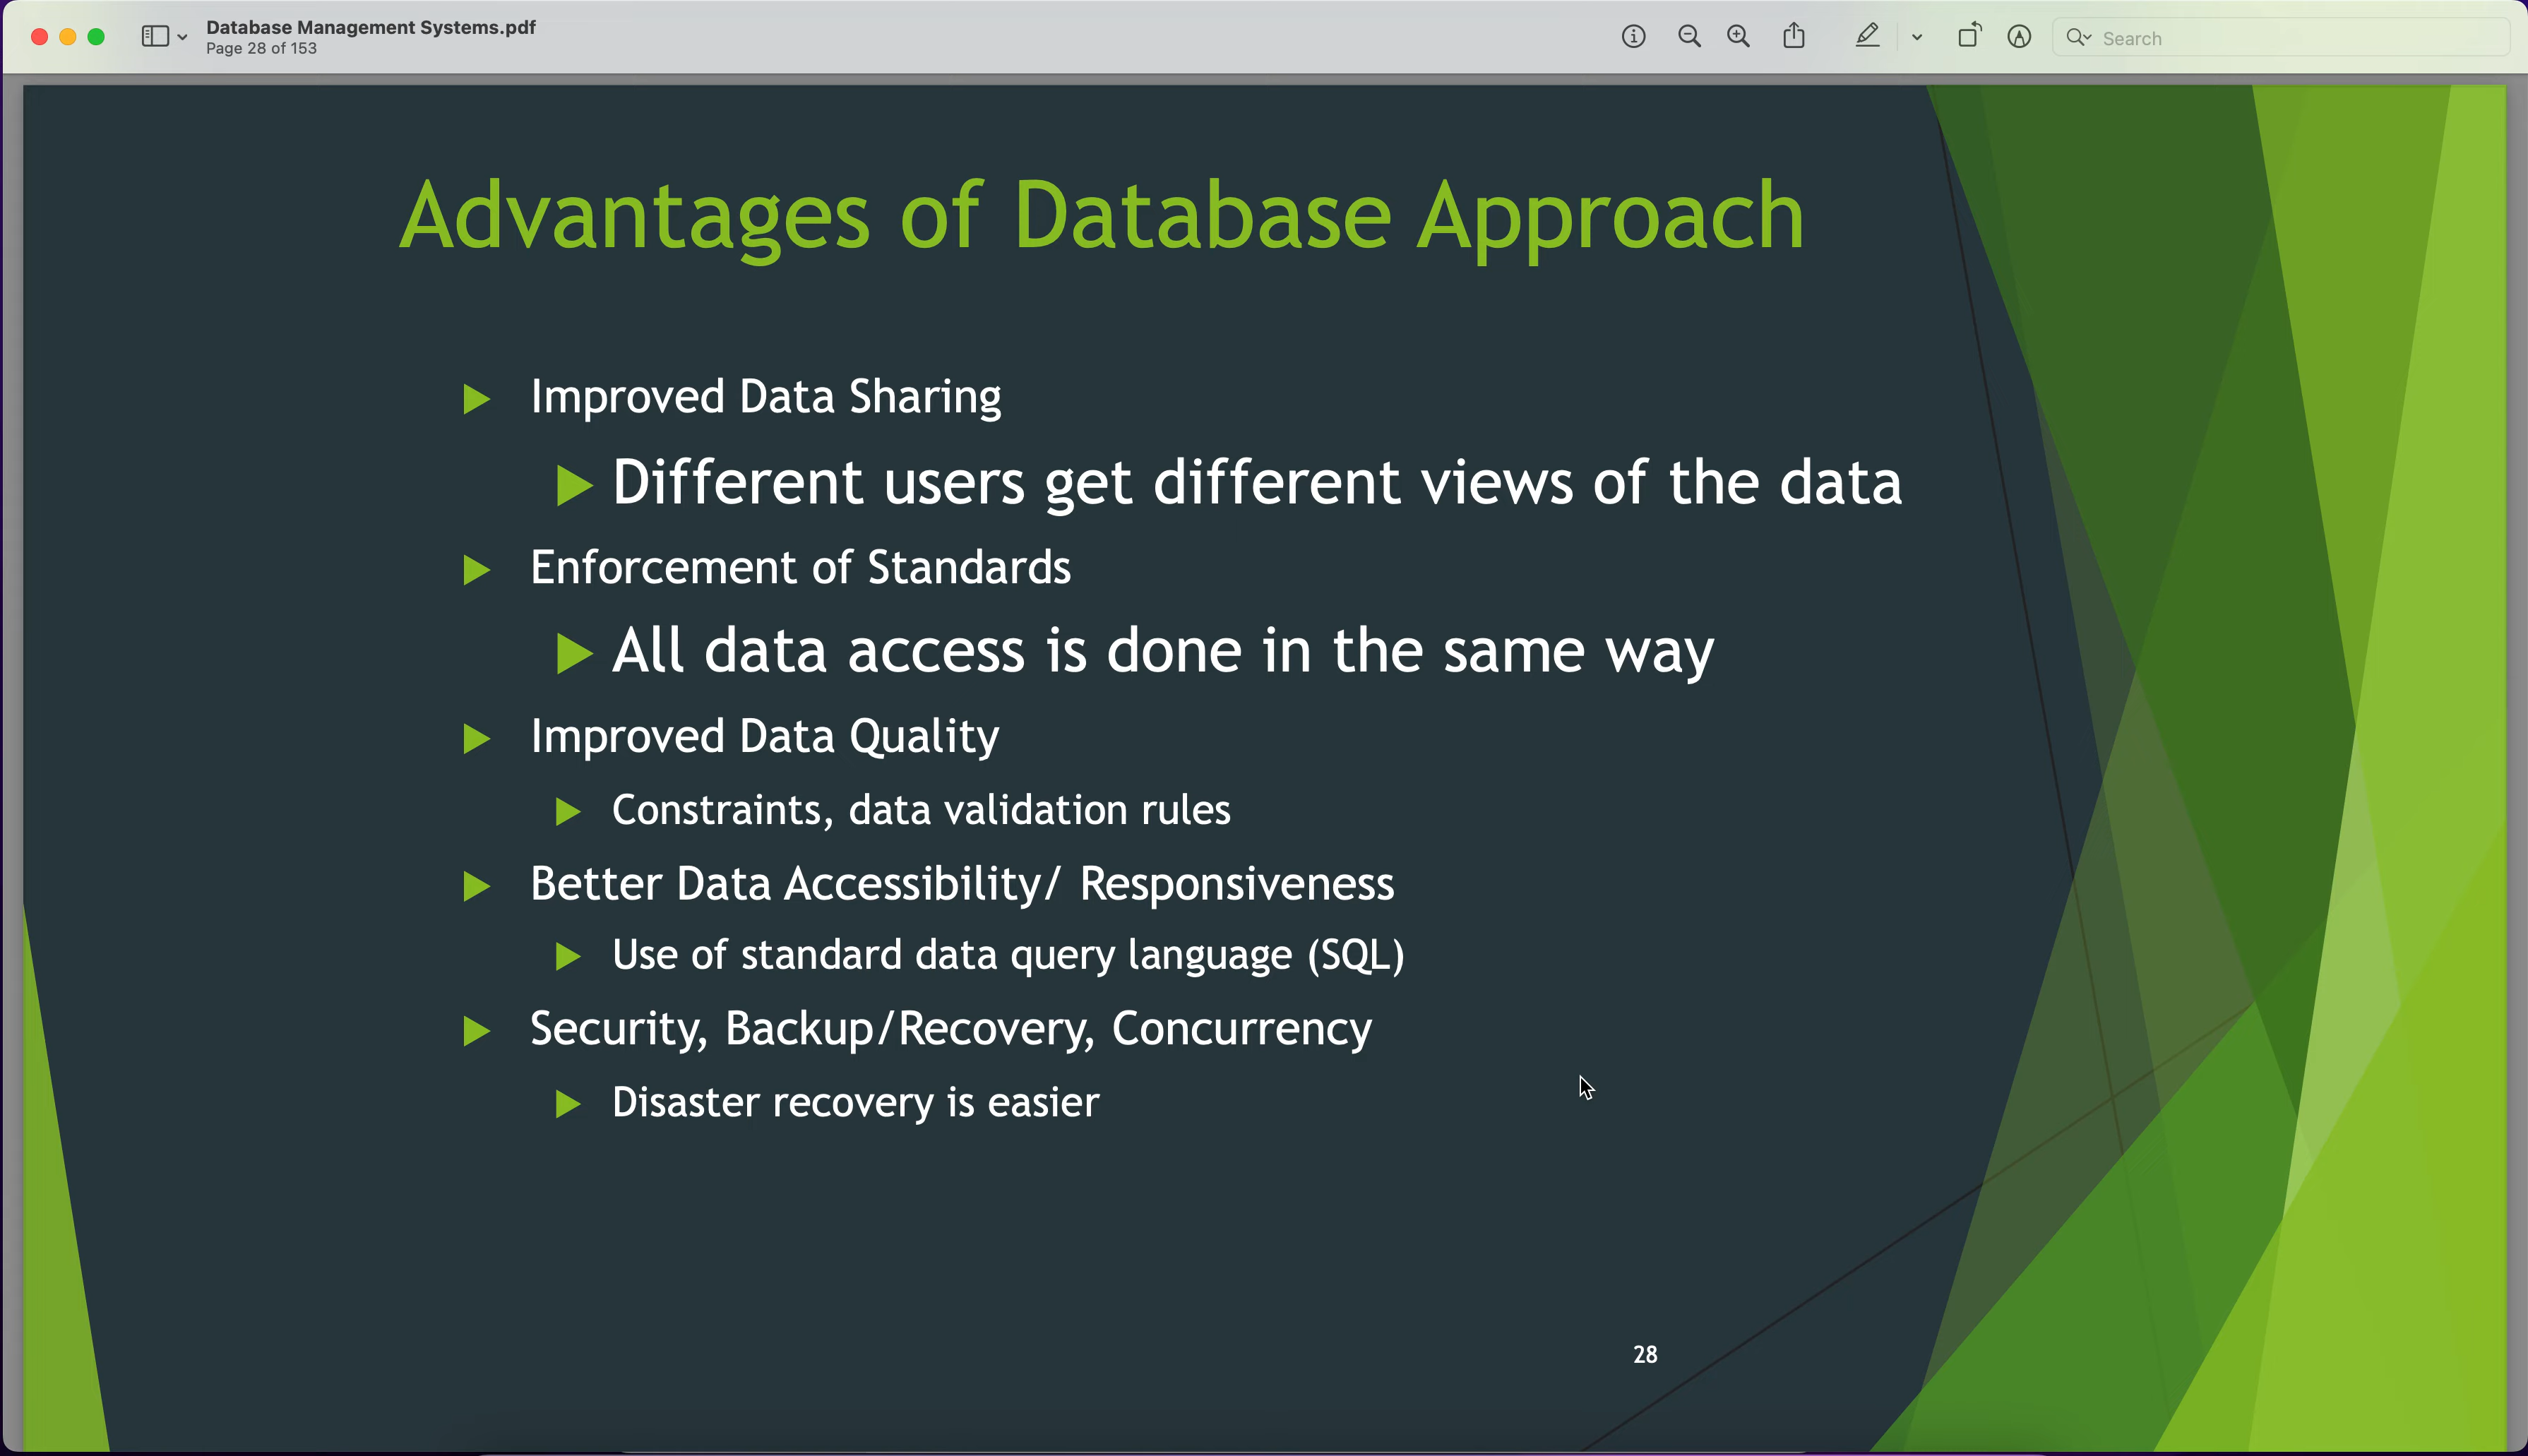 Database Management Systems.pdf
Page 28 of 153
Search
Advantages of Database Approach
Improved Data Sharing
Different users get different views of the data
Enforcement of Standards
All data access is done in the same way
Improved Data Quality
Constraints, data validation rules
Better Data Accessibility/ Responsiveness
Use of standard data query language (SQL)
Security, Backup/Recovery, Concurrency
Disaster recovery is easier
28